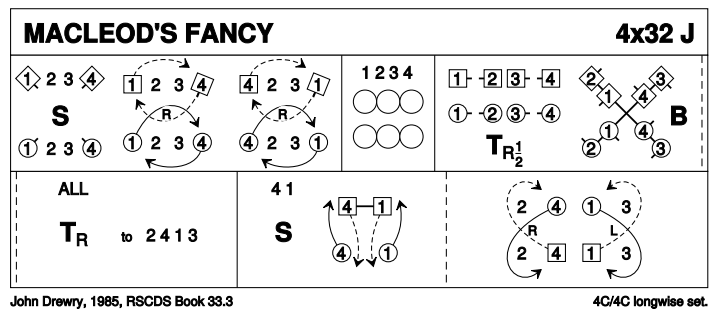 MACLEOD'S FANCY 4x32 J
1 2 3 4 1 2 3 4 4 2 3 1 1 2 3 4 1 - 2 3 - 4 2 3
S R R 1 - 2 3 - 4 1 4 B
1 2 3 4 1 2 3 4 4 2 3 1 TR½ 1 4
2 3
ALL 4 1
TR to 2 4 1 3 S 4 1 2 4 1 3
4 1 R L
2 4 1 3
John Drewry, 1985, RSCDS Book 33.3 4C/4C longwise set.